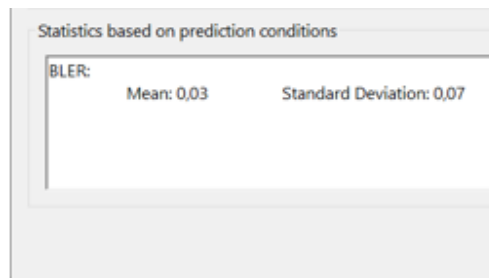 Statistics based on prediction conditions
BLER:
Mean: 0,03 Standard Deviation: 0,07